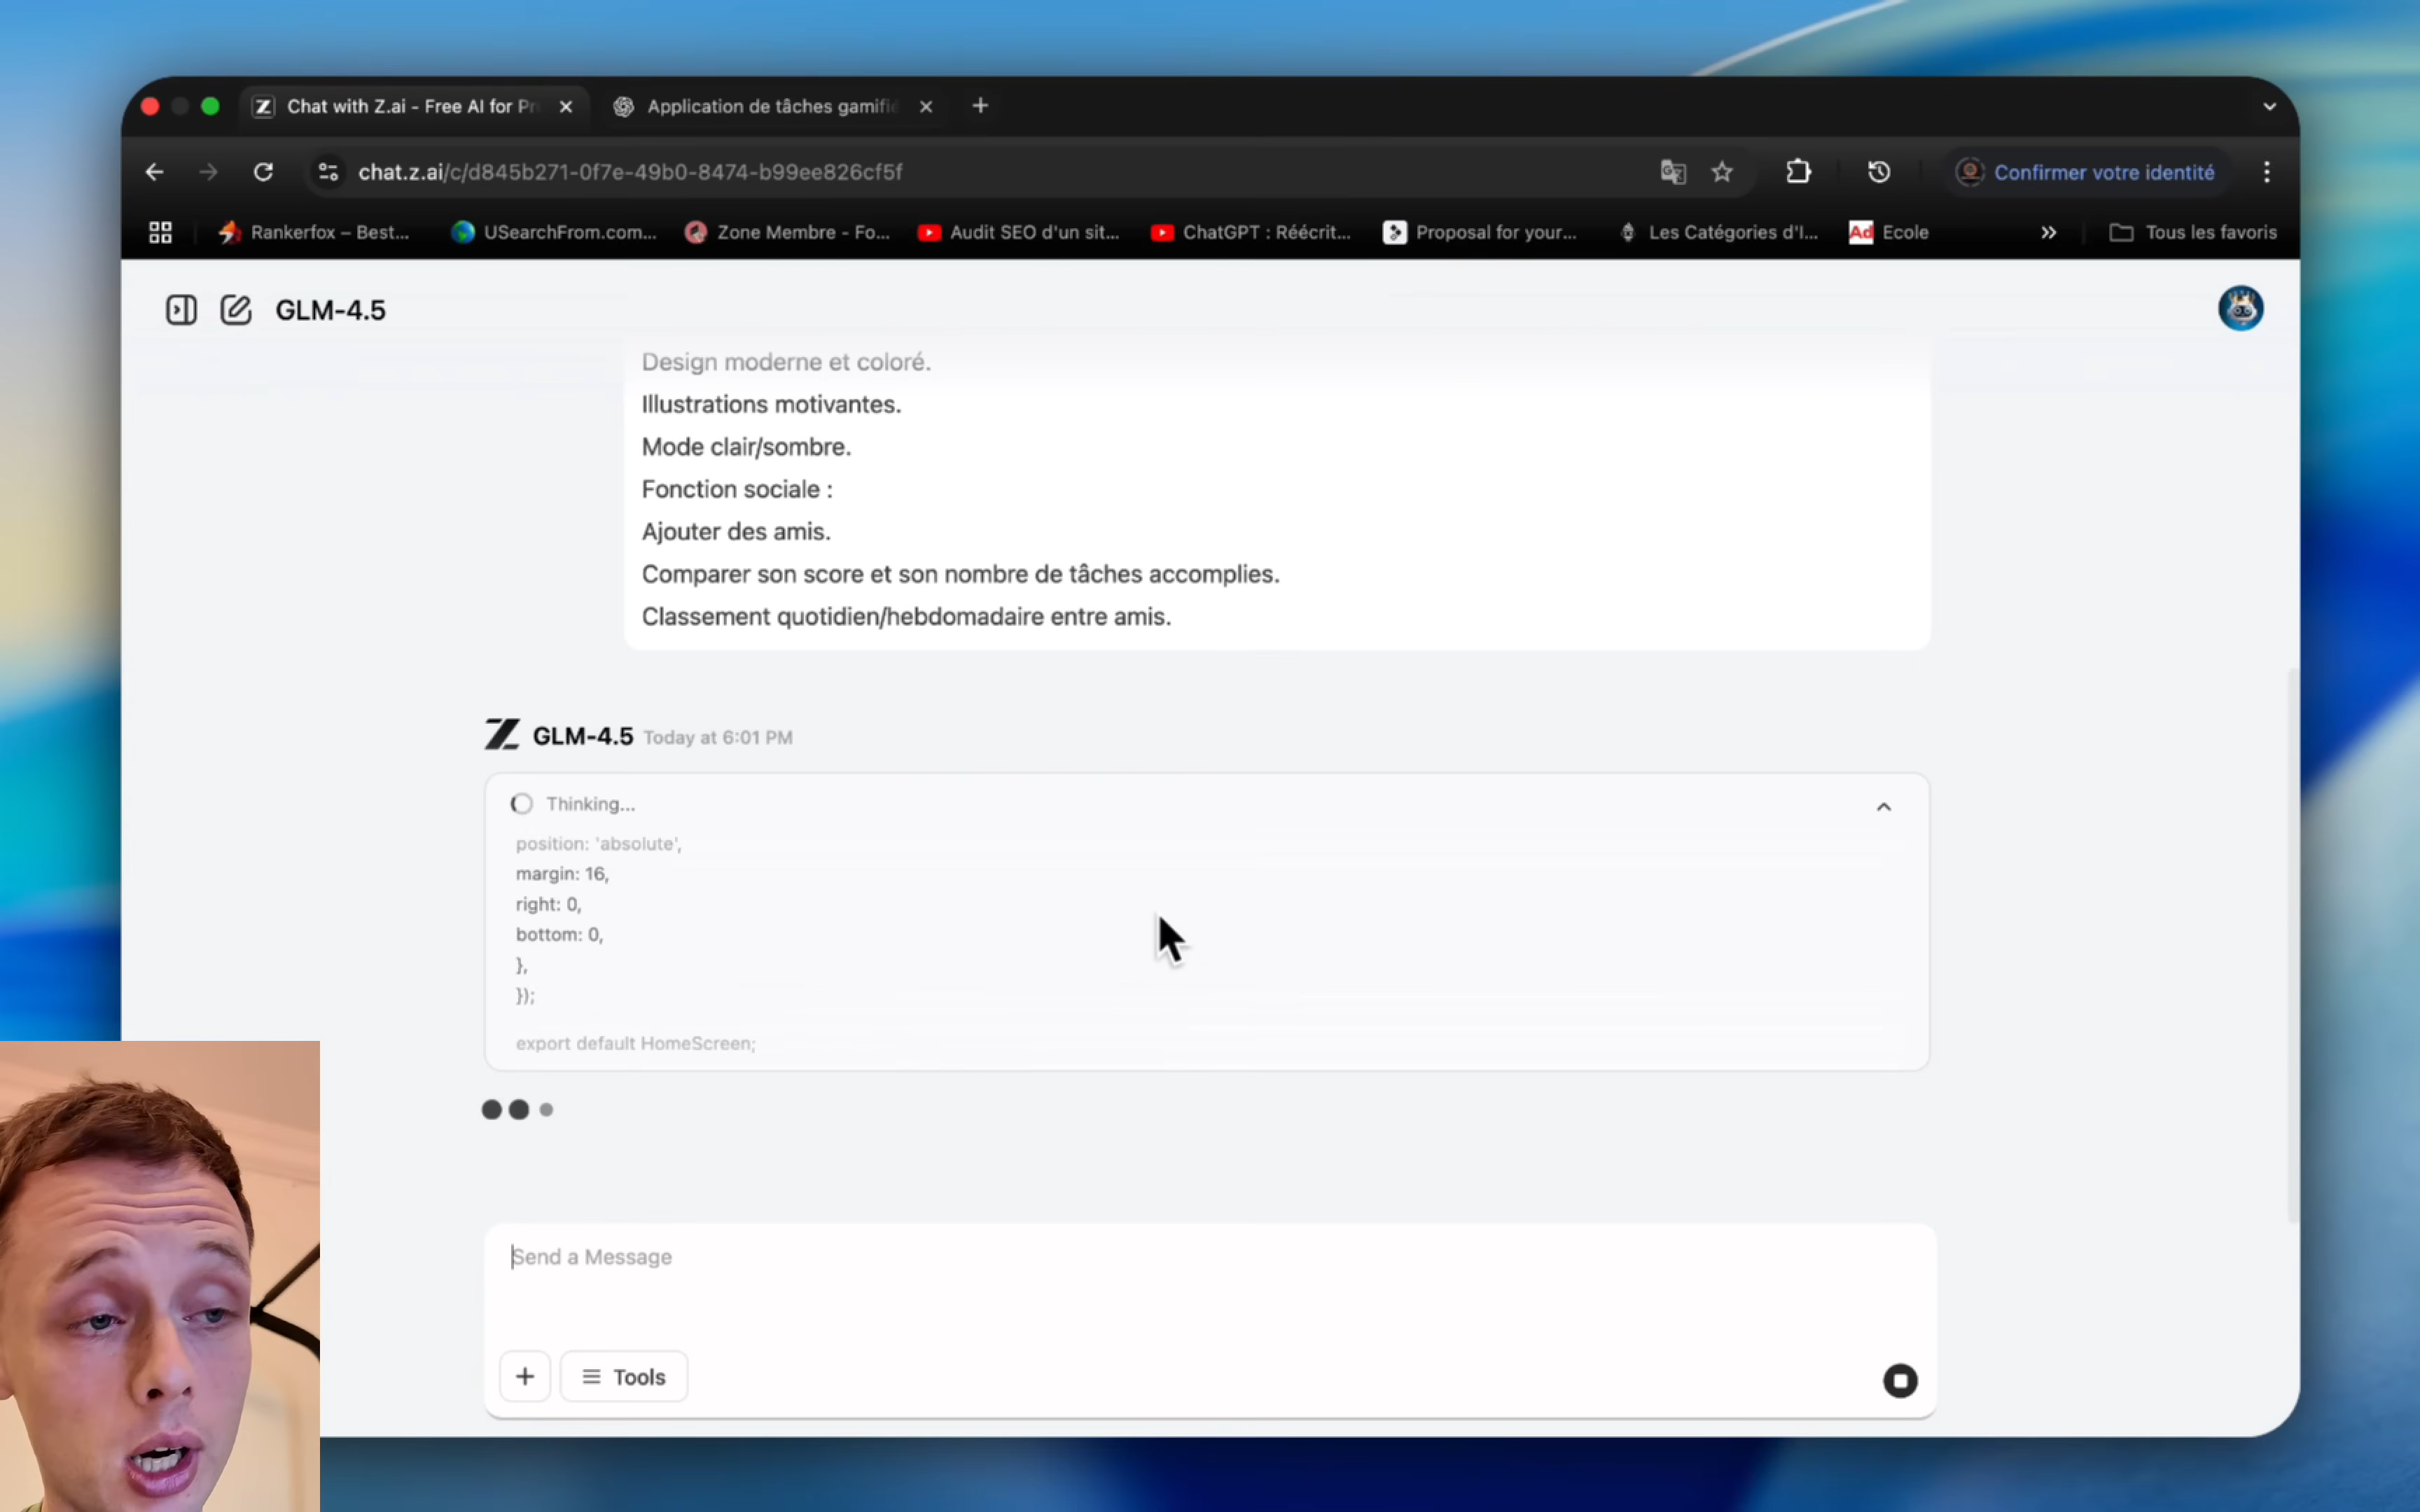 Chat with Z.ai - Free AI for Pr
Application de tâches gamifi
chat.z.ai/c/d845b271-0f7e-49b0-8474-b99ee826cf5f
Confirmer votre identité
Rankerfox – Best...
USearchFrom.com...
Zone Membre - Fo...
Audit SEO d'un sit...
ChatGPT : Réécrit...
Proposal for your...
Les Catégories d'I...
Ad Ecole
Tous les favoris
GLM-4.5
Design moderne et coloré.
Illustrations motivantes.
Mode clair/sombre.
Fonction sociale :
Ajouter des amis.
Comparer son score et son nombre de tâches accomplies.
Classement quotidien/hebdomadaire entre amis.
GLM-4.5 Today at 6:01 PM
Thinking...
position: 'absolute',
margin: 16,
right: 0,
bottom: 0,
},
});
export default HomeScreen;
Send a Message
Tools